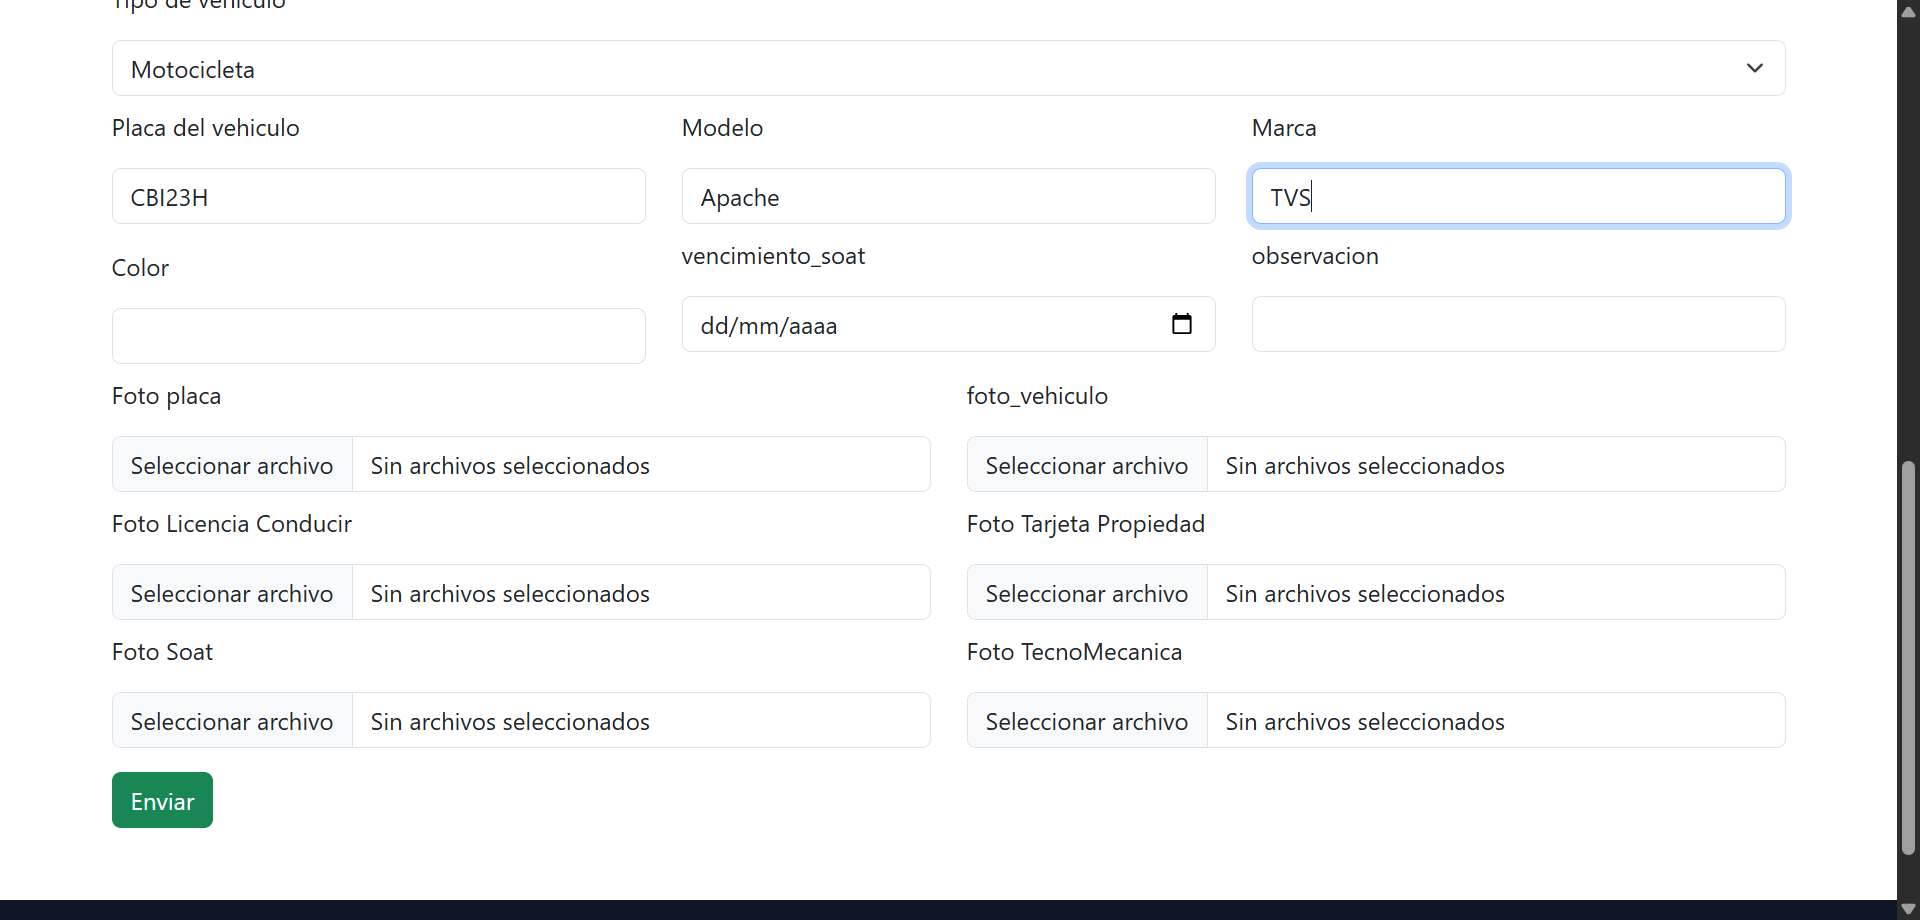 Tipo de vehiculo
Motocicleta
Placa del vehiculo
Modelo
Marca
CBI23H
Apache
TVS
Color
vencimiento_soat
observacion
dd/mm/aaaa
Foto placa
foto_vehiculo
Seleccionar archivo Sin archivos seleccionados
Seleccionar archivo Sin archivos seleccionados
Foto Licencia Conducir
Foto Tarjeta Propiedad
Seleccionar archivo Sin archivos seleccionados
Seleccionar archivo Sin archivos seleccionados
Foto Soat
Foto TecnoMecanica
Seleccionar archivo Sin archivos seleccionados
Seleccionar archivo Sin archivos seleccionados
Enviar